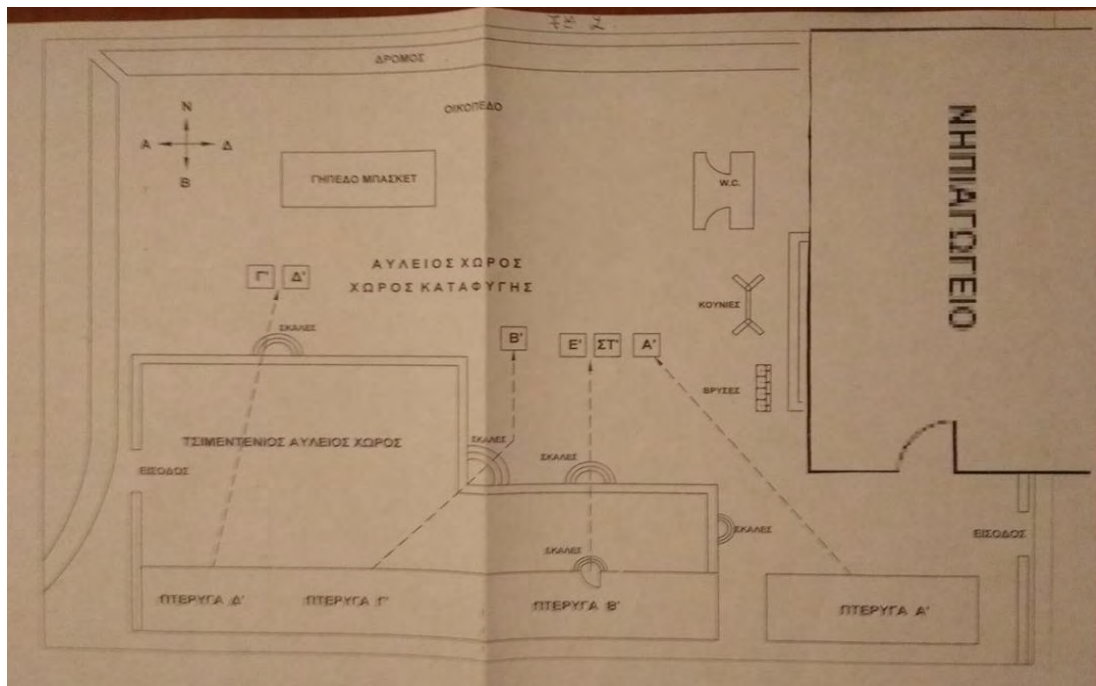 ΔΡΟΜΟΣ
ΟΙΚΟΠΕΔΟ
Ν
Α Δ
Β
ΓΗΠΕΔΟ ΜΠΑΣΚΕΤ
W.C.
ΝΗΠΙΑΓΩΓΕΙΟ
ΑΥΛΕΙΟΣ ΧΩΡΟΣ
ΧΩΡΟΣ ΚΑΤΑΦΥΓΗΣ
Γ' Δ'
ΚΟΥΝΙΕΣ
ΣΚΑΛΕΣ
Β' Ε' ΣΤ' Α'
ΒΡΥΣΕΣ
ΤΣΙΜΕΝΤΕΝΙΟΣ ΑΥΛΕΙΟΣ ΧΩΡΟΣ
ΣΚΑΛΕΣ
ΣΚΑΛΕΣ
ΕΙΣΟΔΟΣ
ΣΚΑΛΕΣ
ΕΙΣΟΔΟΣ
ΣΚΑΛΕΣ
ΠΤΕΡΥΓΑ Δ'
ΠΤΕΡΥΓΑ Γ'
ΠΤΕΡΥΓΑ Β'
ΠΤΕΡΥΓΑ Α'